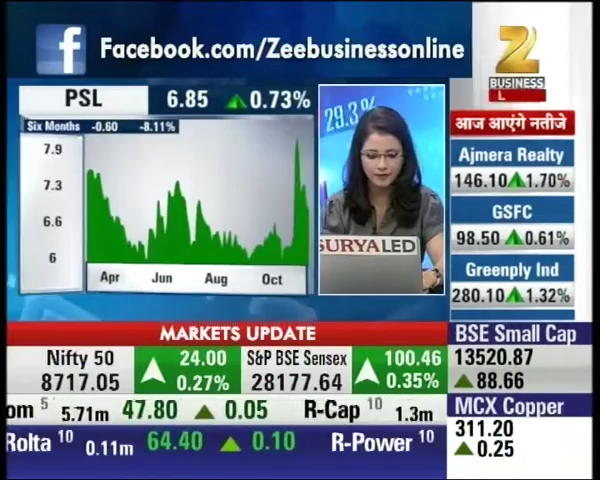 f Facebook.com/Zeebusinessonline
Z
BUSINESS
L
PSL 6.85 0.73%
Six Months -0.60 -8.11%
7.9
7.3
6.6
6
Apr Jun Aug Oct
29.3%
SURYALED
आज आएंगे नतीजे
Ajmera Realty
146.10 1.70%
GSFC
98.50 0.61%
Greenply Ind
280.10 1.32%
MARKETS UPDATE
Nifty 50 24.00 S&P BSE Sensex 100.46
8717.05 0.27% 28177.64 0.35%
BSE Small Cap
13520.87
88.66
om 5 5.71m 47.80 0.05 R-Cap 10 1.3m
Rolta 10 0.11m 64.40 0.10 R-Power 10
MCX Copper
311.20
0.25